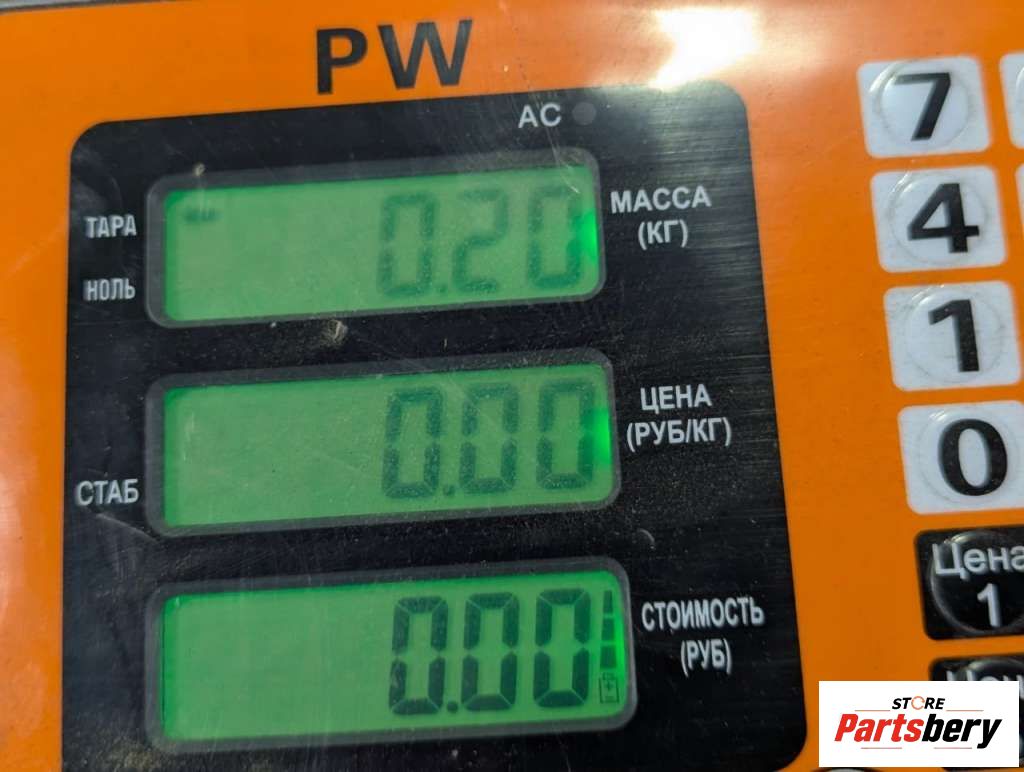 PW
AC
7
ТАРА
0.20
МАССА
(КГ)
4
НОЛЬ
1
0.00
ЦЕНА
(РУБ/КГ)
0
СТАБ
Цена
1
0.00
СТОИМОСТЬ
(РУБ)
STORE
Partsbery